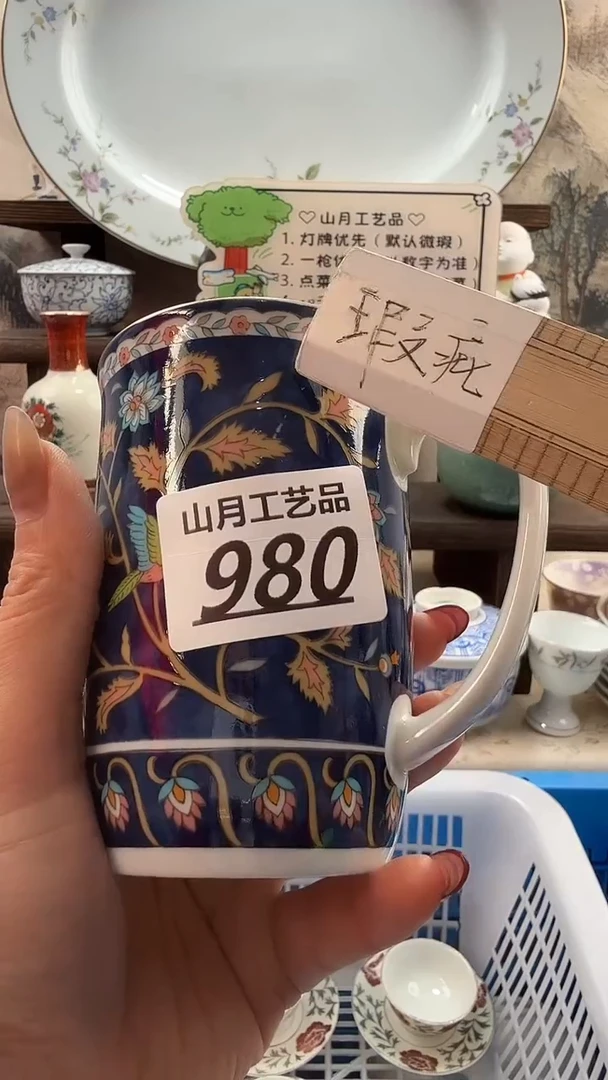 ♡山月工艺品♡
1. 灯牌优先（默认微瑕）
2. 一枪 数字为准）
3. 点菜
瑕疵
山月工艺品
980